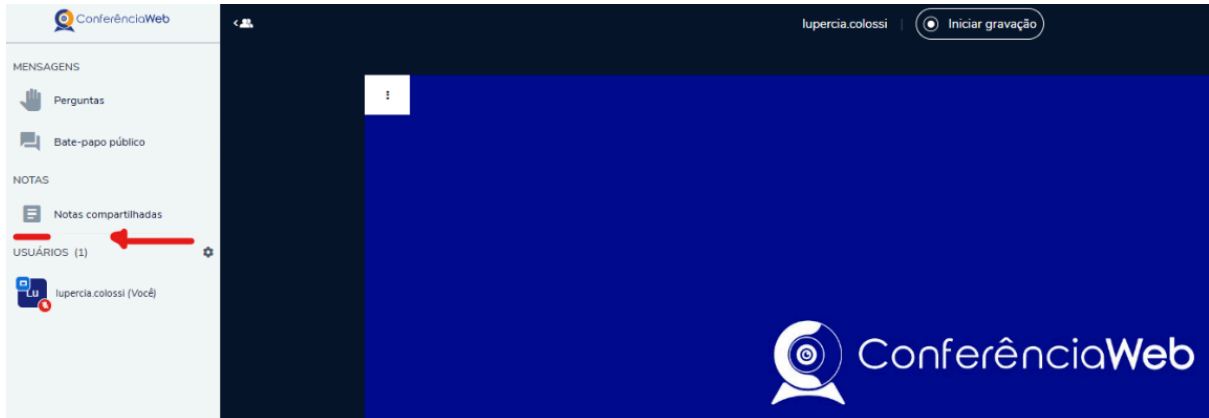 ConferênciaWeb
lupercia.colossi
Iniciar gravação
MENSAGENS
Perguntas
Bate-papo público
NOTAS
Notas compartilhadas
USUÁRIOS (1)
Lu
lupercia.colossi (Você)
ConferênciaWeb